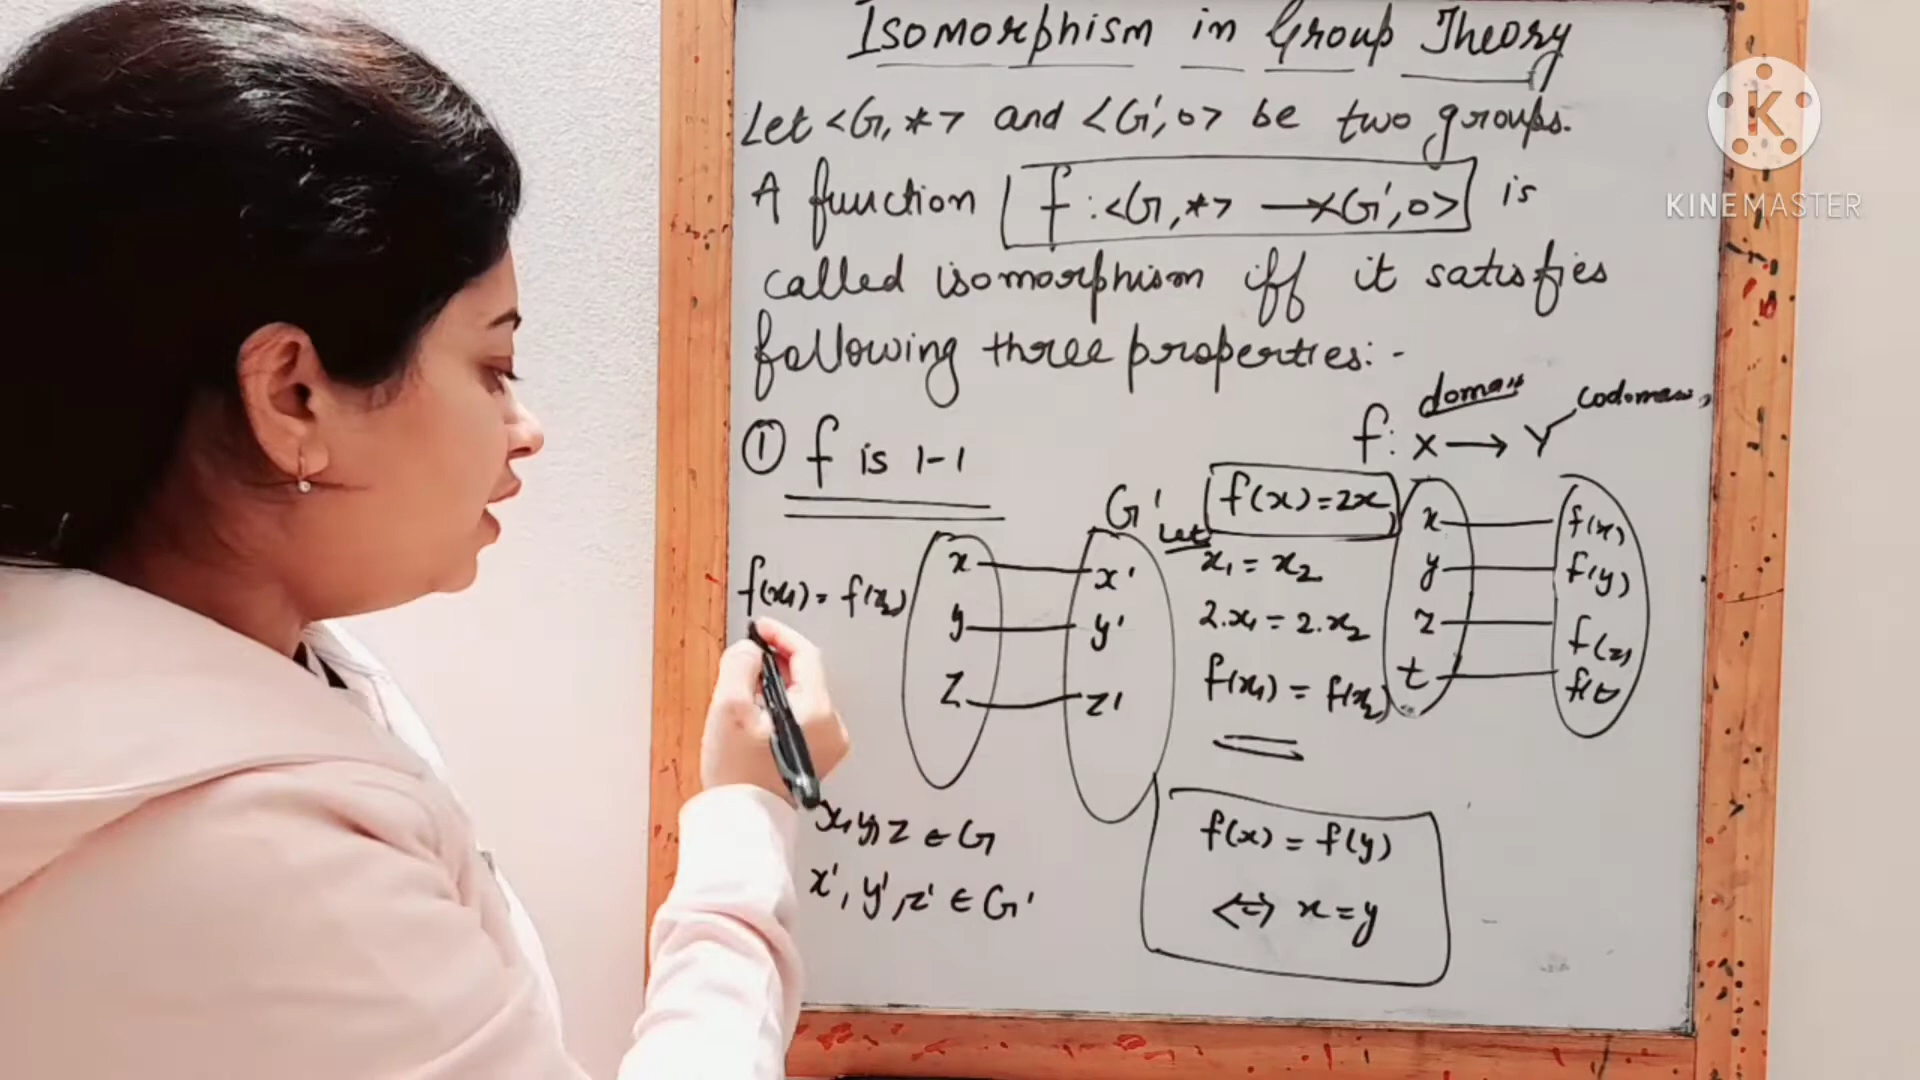 Isomorphism in Group Theory
Let <G, *> and <G', o> be two groups.
A function f : <G, *> → <G', o> is
called isomorphism iff it satisfies
following three properties: -
① f is 1-1
domain
codomain
f: X → Y
G'
f(x) = 2x
Let
x₁ = x₂
2.x₁ = 2.x₂
f(x₁) = f(x₂)
f(x₁) = f(x₂)
x x'
y y'
z z'
x f(x)
y f(y)
z f(z)
t f(t
x, y, z ∈ G
x', y', z' ∈ G'
f(x) = f(y)
⇔ x = y
K
KINEMASTER